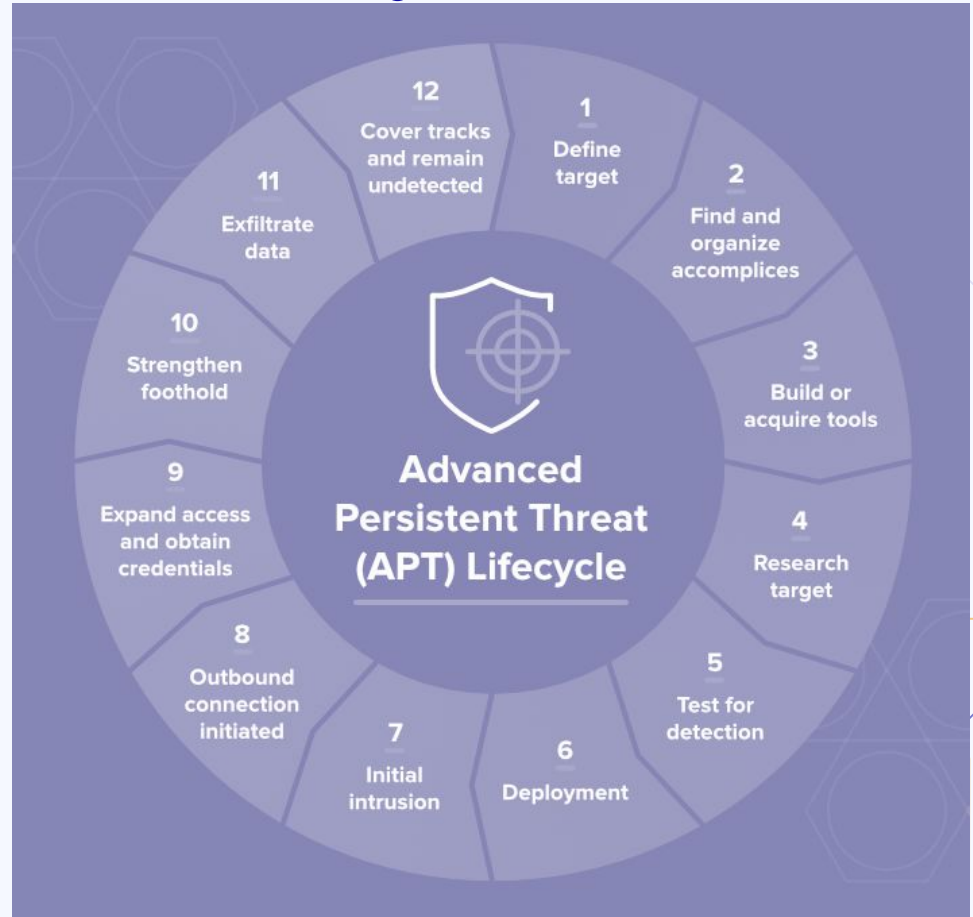 Advanced
Persistent Threat
(APT) Lifecycle
1
Define
target
2
Find and
organize
accomplices
3
Build or
acquire tools
4
Research
target
5
Test for
detection
6
Deployment
7
Initial
intrusion
8
Outbound
connection
initiated
9
Expand access
and obtain
credentials
10
Strengthen
foothold
11
Exfiltrate
data
12
Cover tracks
and remain
undetected